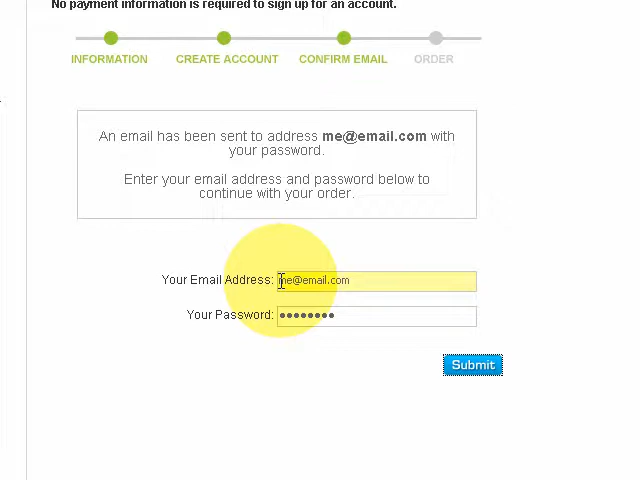 No payment information is required to sign up for an account.
INFORMATION CREATE ACCOUNT CONFIRM EMAIL ORDER
An email has been sent to address me@email.com with
your password.
Enter your email address and password below to
continue with your order.
Your Email Address: me@email.com
Your Password: ••••••••
Submit